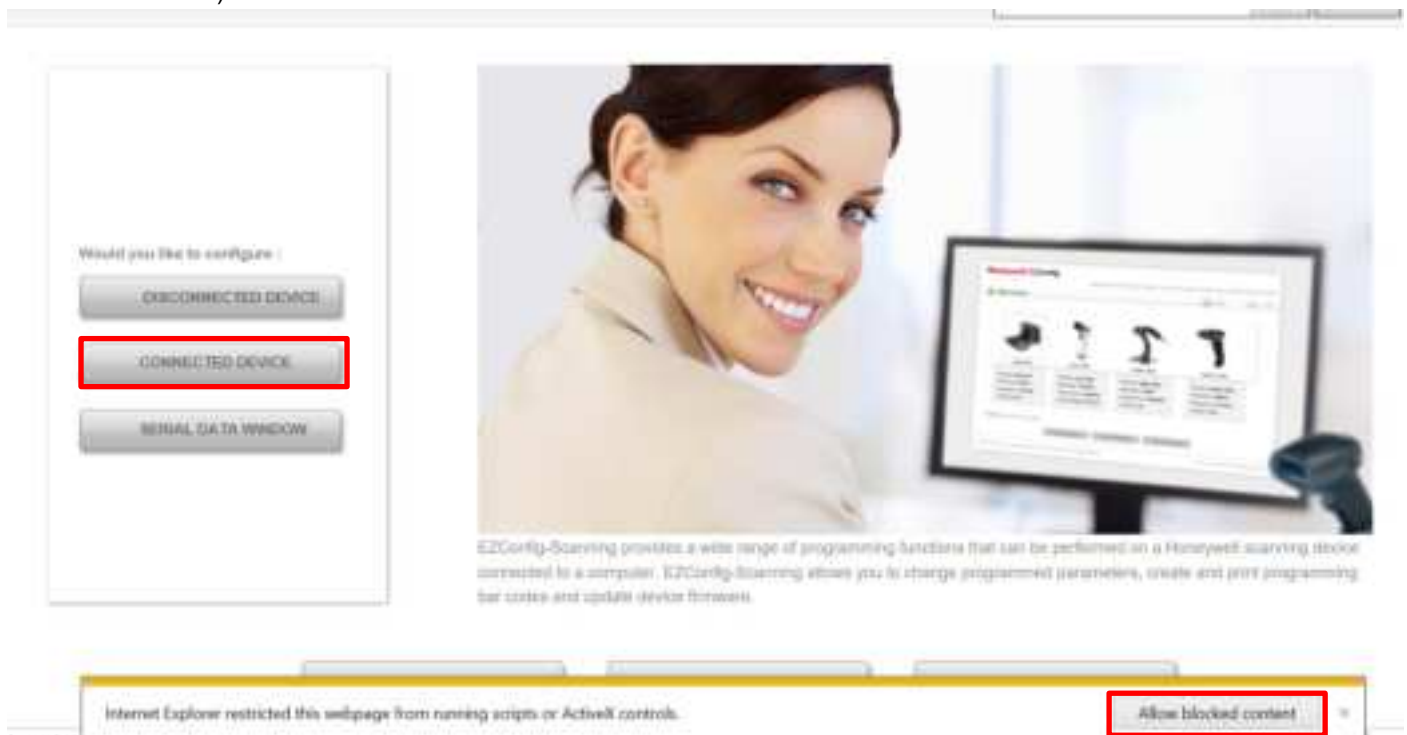 Would you like to configure :
DISCONNECTED DEVICE
CONNECTED DEVICE
SERIAL DATA WINDOW
EZConfig-Scanning provides a wide range of programming functions that can be performed on a Honeywell scanning device
connected to a computer. EZConfig-Scanning allows you to change programmed parameters, create and print programming
bar codes and update device firmware.
Internet Explorer restricted this webpage from running scripts or ActiveX controls.
Allow blocked content
×